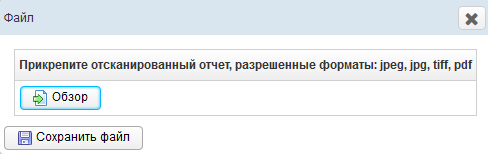 Файл
Прикрепите отсканированный отчет, разрешенные форматы: jpeg, jpg, tiff, pdf
Обзор
Сохранить файл